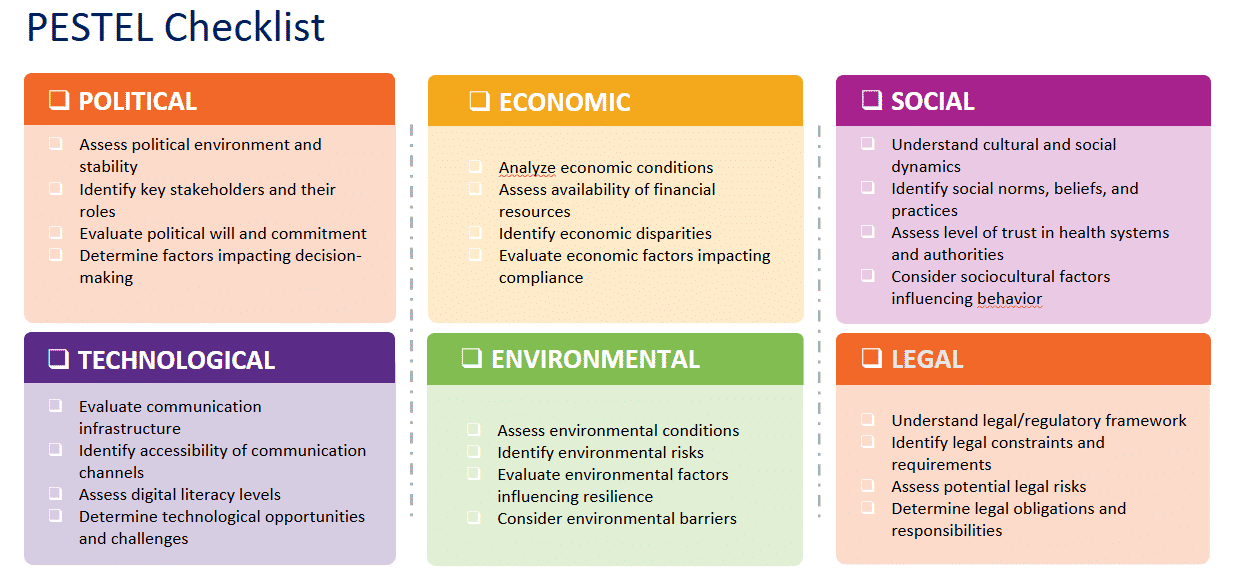 PESTEL Checklist
POLITICAL
Assess political environment and
stability
Identify key stakeholders and their
roles
Evaluate political will and commitment
Determine factors impacting decision-
making
ECONOMIC
Analyze economic conditions
Assess availability of financial
resources
Identify economic disparities
Evaluate economic factors impacting
compliance
SOCIAL
Understand cultural and social
dynamics
Identify social norms, beliefs, and
practices
Assess level of trust in health systems
and authorities
Consider sociocultural factors
influencing behavior
TECHNOLOGICAL
Evaluate communication
infrastructure
Identify accessibility of communication
channels
Assess digital literacy levels
Determine technological opportunities
and challenges
ENVIRONMENTAL
Assess environmental conditions
Identify environmental risks
Evaluate environmental factors
influencing resilience
Consider environmental barriers
LEGAL
Understand legal/regulatory framework
Identify legal constraints and
requirements
Assess potential legal risks
Determine legal obligations and
responsibilities